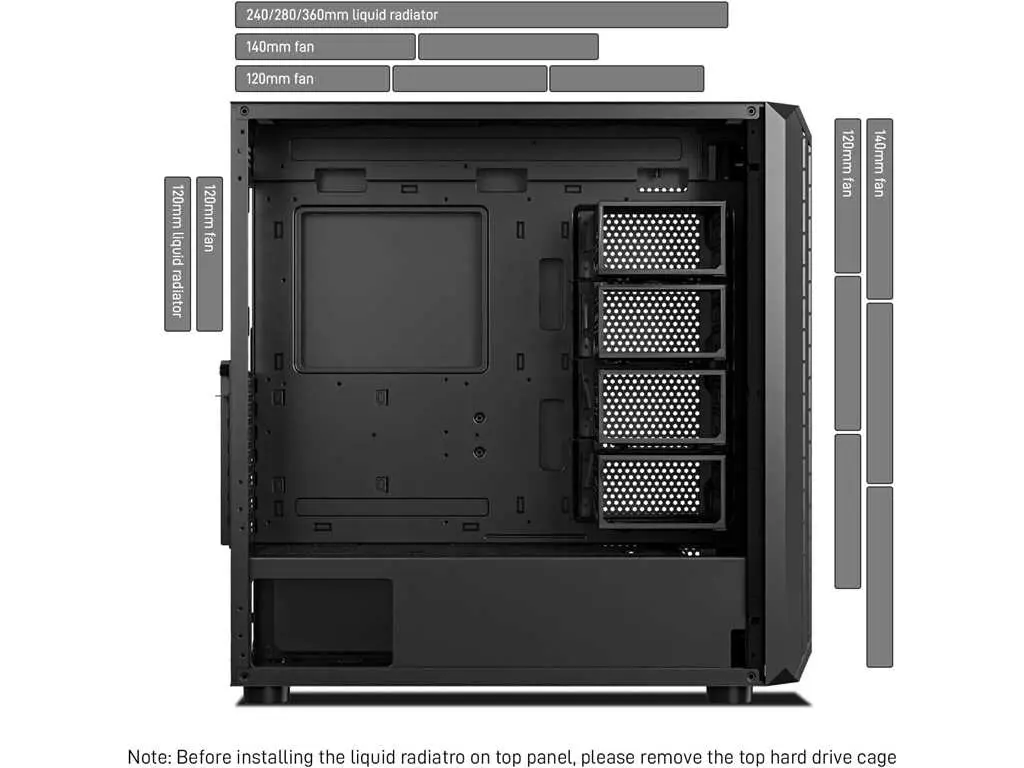 240/280/360mm liquid radiator
140mm fan
120mm fan
120mm liquid radiator
120mm fan
120mm fan
140mm fan
Note: Before installing the liquid radiatro on top panel, please remove the top hard drive cage